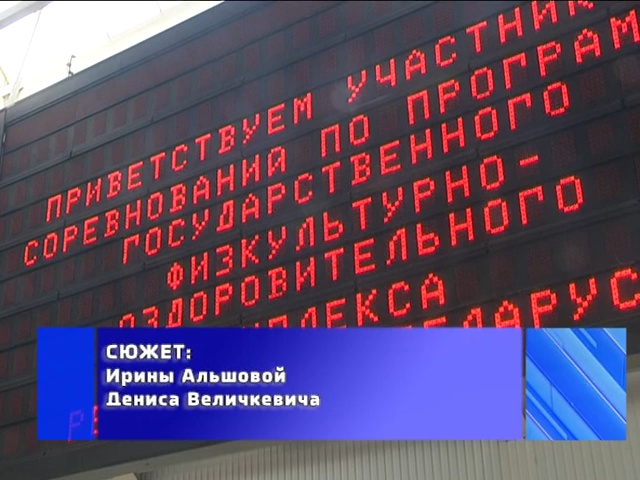 ПРИВЕТСТВУЕМ УЧАСТНИК
СОРЕВНОВАНИЙ ПО ПРОГРАМ
ГОСУДАРСТВЕННОГО
ФИЗКУЛЬТУРНО-
ОЗДОРОВИТЕЛЬНОГО
СЮЖЕТ:
Ирины Альшовой
Дениса Величкевича